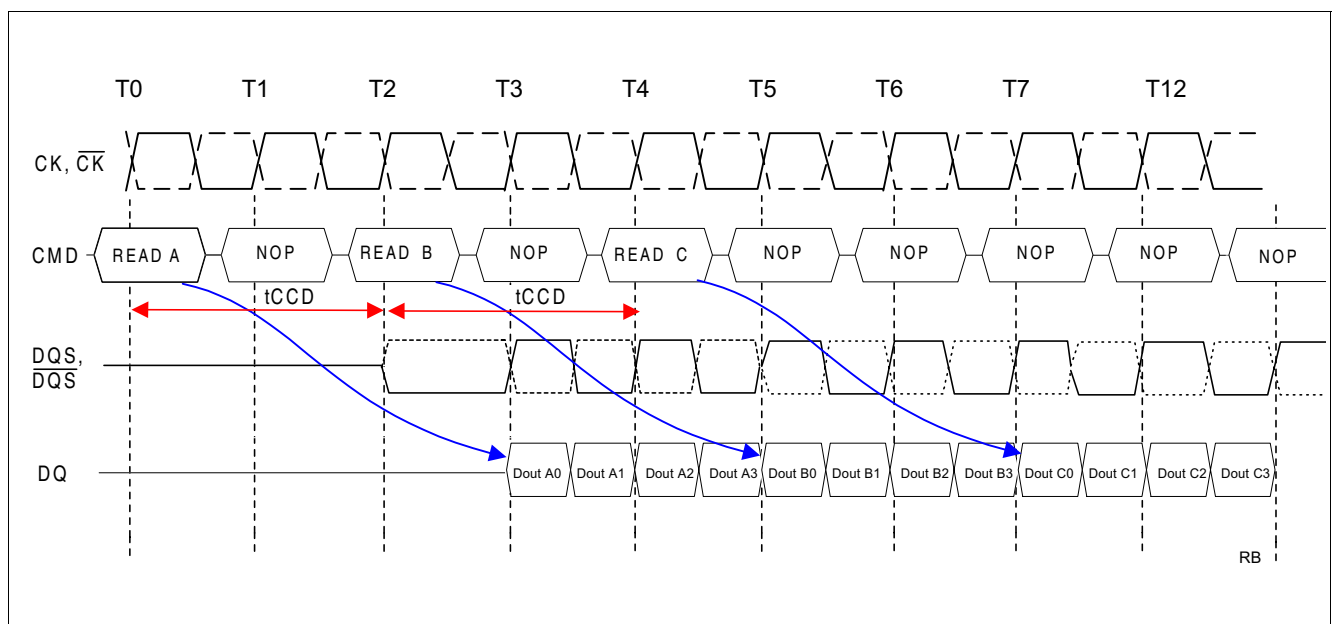 T0 T1 T2 T3 T4 T5 T6 T7 T12
CK, CK
CMD READ A NOP READ B NOP READ C NOP NOP NOP NOP NOP
tCCD tCCD
DQS,
DQS
DQ Dout A0 Dout A1 Dout A2 Dout A3 Dout B0 Dout B1 Dout B2 Dout B3 Dout C0 Dout C1 Dout C2 Dout C3
RB